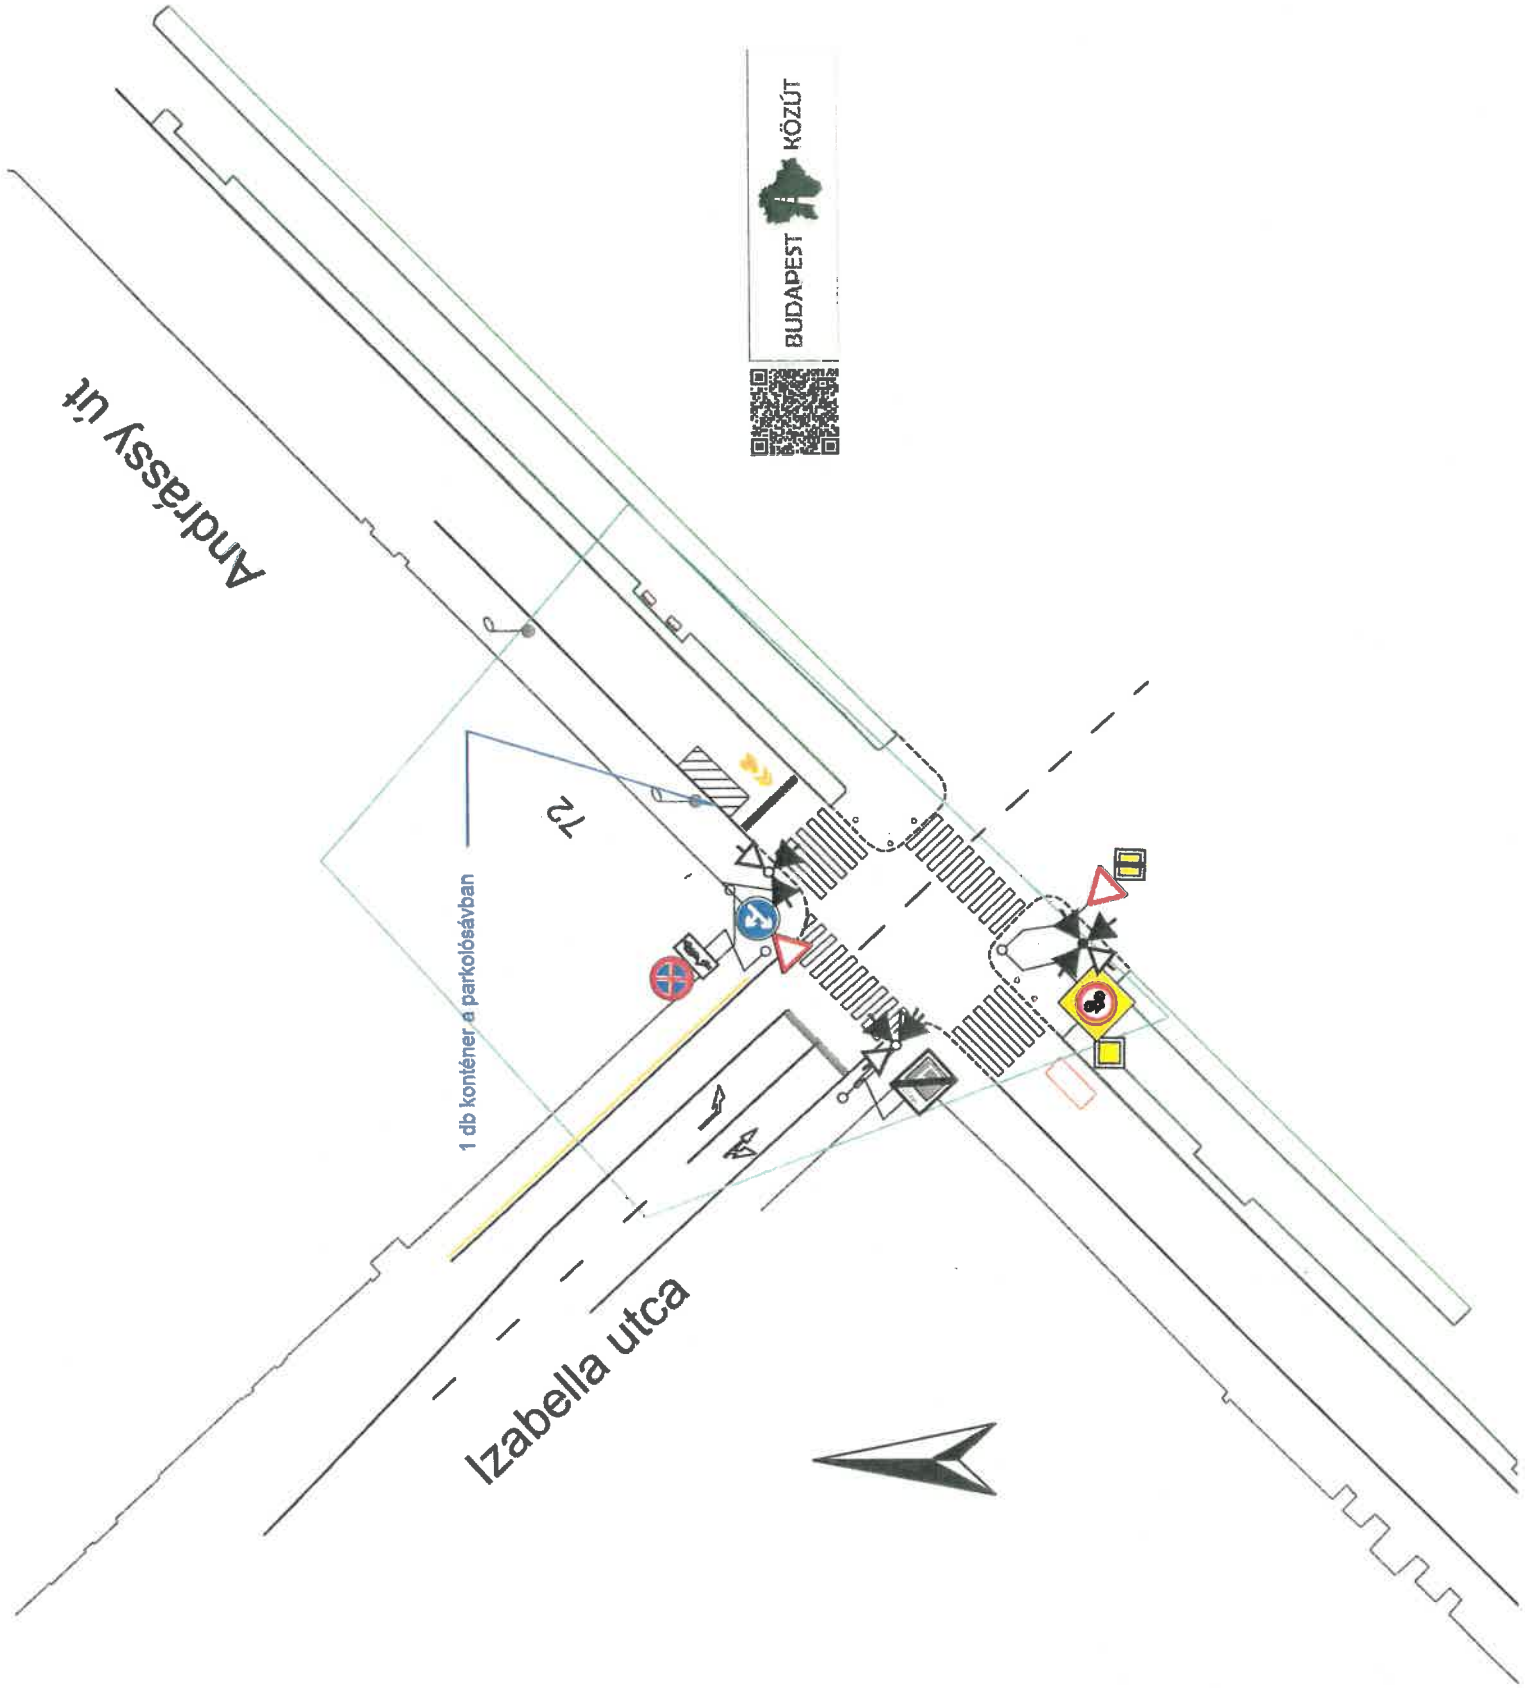 Andrássy út
BUDAPEST KÖZÚT
72
1 db konténer a parkolósávban
Izabella utca